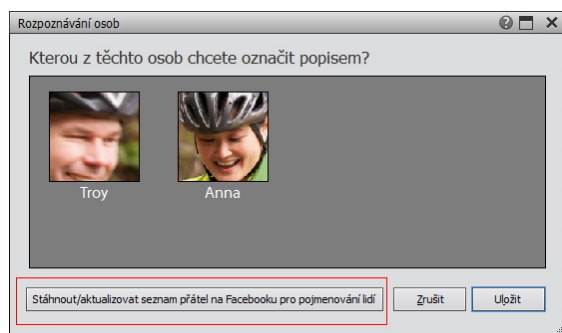 Rozpoznávání osob
Kterou z těchto osob chcete označit popisem?
Troy Anna
Stáhnout/aktualizovat seznam přátel na Facebooku pro pojmenování lidí Zrušit Uložit